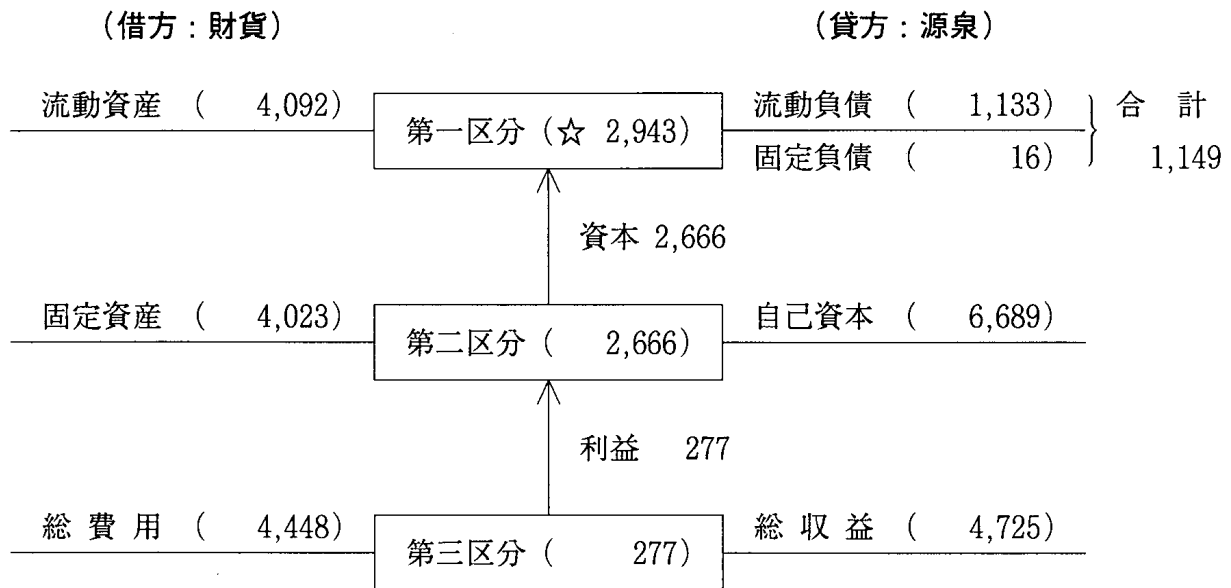 (借方：財貨) (貸方：源泉)
流動資産 ( 4,092) 第一区分 (☆ 2,943) 流動負債 ( 1,133) 合 計
固定負債 ( 16) 1,149
資本 2,666
固定資産 ( 4,023) 第二区分 ( 2,666) 自己資本 ( 6,689)
利益 277
総 費 用 ( 4,448) 第三区分 ( 277) 総 収 益 ( 4,725)